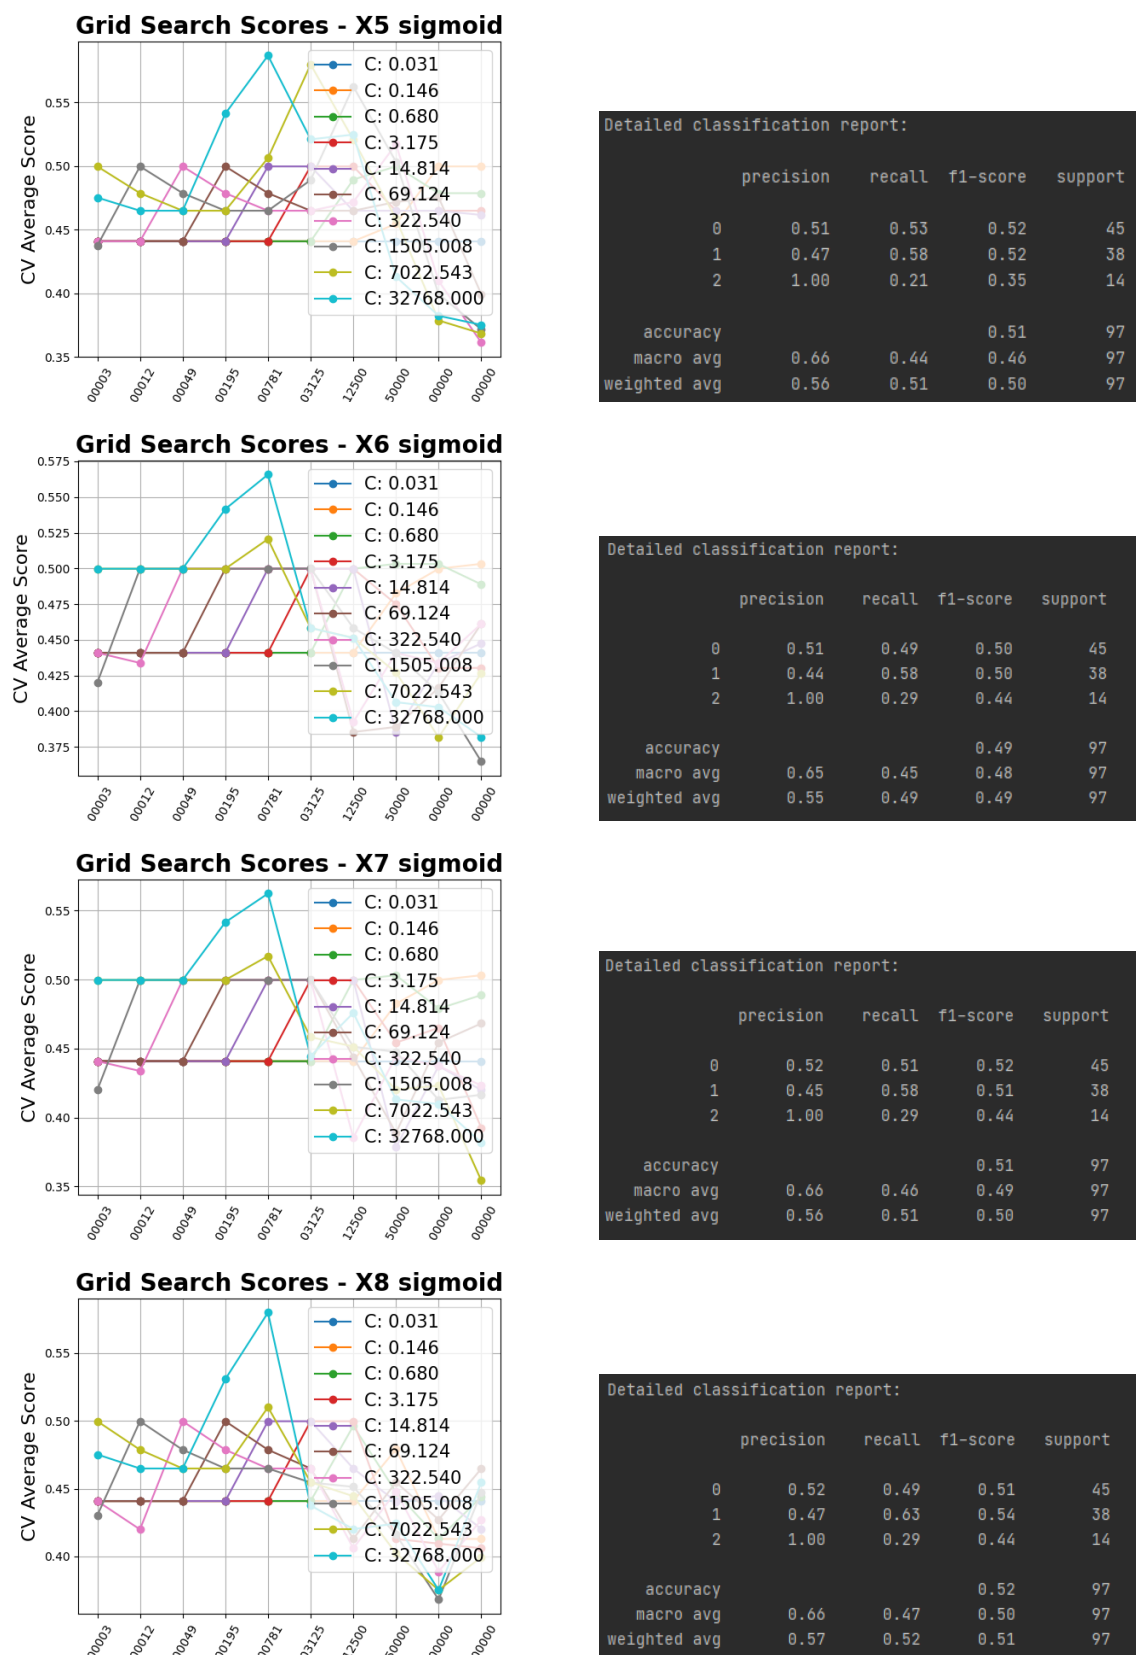 Grid Search Scores - X5 sigmoid
CV Average Score
0.55
0.50
0.45
0.40
0.35
C: 0.031
C: 0.146
C: 0.680
C: 3.175
C: 14.814
C: 69.124
C: 322.540
C: 1505.008
C: 7022.543
C: 32768.000
00003 00012 00049 00195 00781 03125 12500 50000 00000 00000
Detailed classification report:
precision recall f1-score support
0 0.51 0.53 0.52 45
1 0.47 0.58 0.52 38
2 1.00 0.21 0.35 14
accuracy 0.51 97
macro avg 0.66 0.44 0.46 97
weighted avg 0.56 0.51 0.50 97
Grid Search Scores - X6 sigmoid
CV Average Score
0.575
0.550
0.525
0.500
0.475
0.450
0.425
0.400
0.375
C: 0.031
C: 0.146
C: 0.680
C: 3.175
C: 14.814
C: 69.124
C: 322.540
C: 1505.008
C: 7022.543
C: 32768.000
00003 00012 00049 00195 00781 03125 12500 50000 00000 00000
Detailed classification report:
precision recall f1-score support
0 0.51 0.49 0.50 45
1 0.44 0.58 0.50 38
2 1.00 0.29 0.44 14
accuracy 0.49 97
macro avg 0.65 0.45 0.48 97
weighted avg 0.55 0.49 0.49 97
Grid Search Scores - X7 sigmoid
CV Average Score
0.55
0.50
0.45
0.40
0.35
C: 0.031
C: 0.146
C: 0.680
C: 3.175
C: 14.814
C: 69.124
C: 322.540
C: 1505.008
C: 7022.543
C: 32768.000
00003 00012 00049 00195 00781 03125 12500 50000 00000 00000
Detailed classification report:
precision recall f1-score support
0 0.52 0.51 0.52 45
1 0.45 0.58 0.51 38
2 1.00 0.29 0.44 14
accuracy 0.51 97
macro avg 0.66 0.46 0.49 97
weighted avg 0.56 0.51 0.50 97
Grid Search Scores - X8 sigmoid
CV Average Score
0.55
0.50
0.45
0.40
C: 0.031
C: 0.146
C: 0.680
C: 3.175
C: 14.814
C: 69.124
C: 322.540
C: 1505.008
C: 7022.543
C: 32768.000
00003 00012 00049 00195 00781 03125 12500 50000 00000 00000
Detailed classification report:
precision recall f1-score support
0 0.52 0.49 0.51 45
1 0.47 0.63 0.54 38
2 1.00 0.29 0.44 14
accuracy 0.52 97
macro avg 0.66 0.47 0.50 97
weighted avg 0.57 0.52 0.51 97